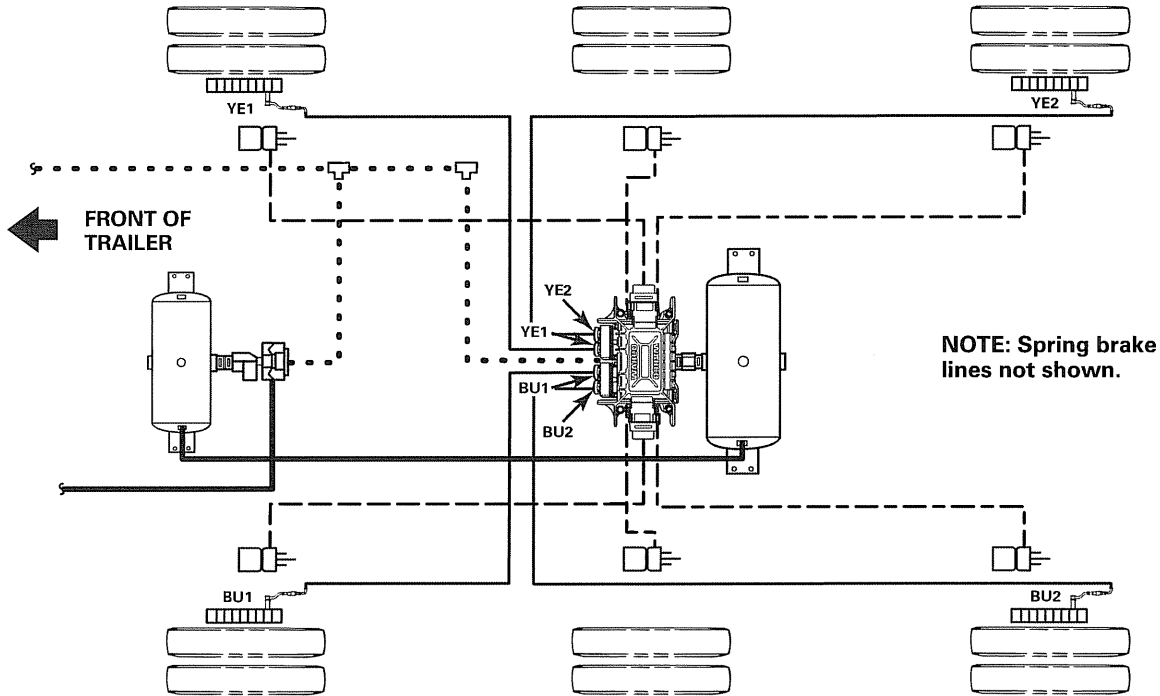 YE1
YE2
FRONT OF
TRAILER
YE2
YE1
BU1
BU2
NOTE: Spring brake
lines not shown.
BU1
BU2